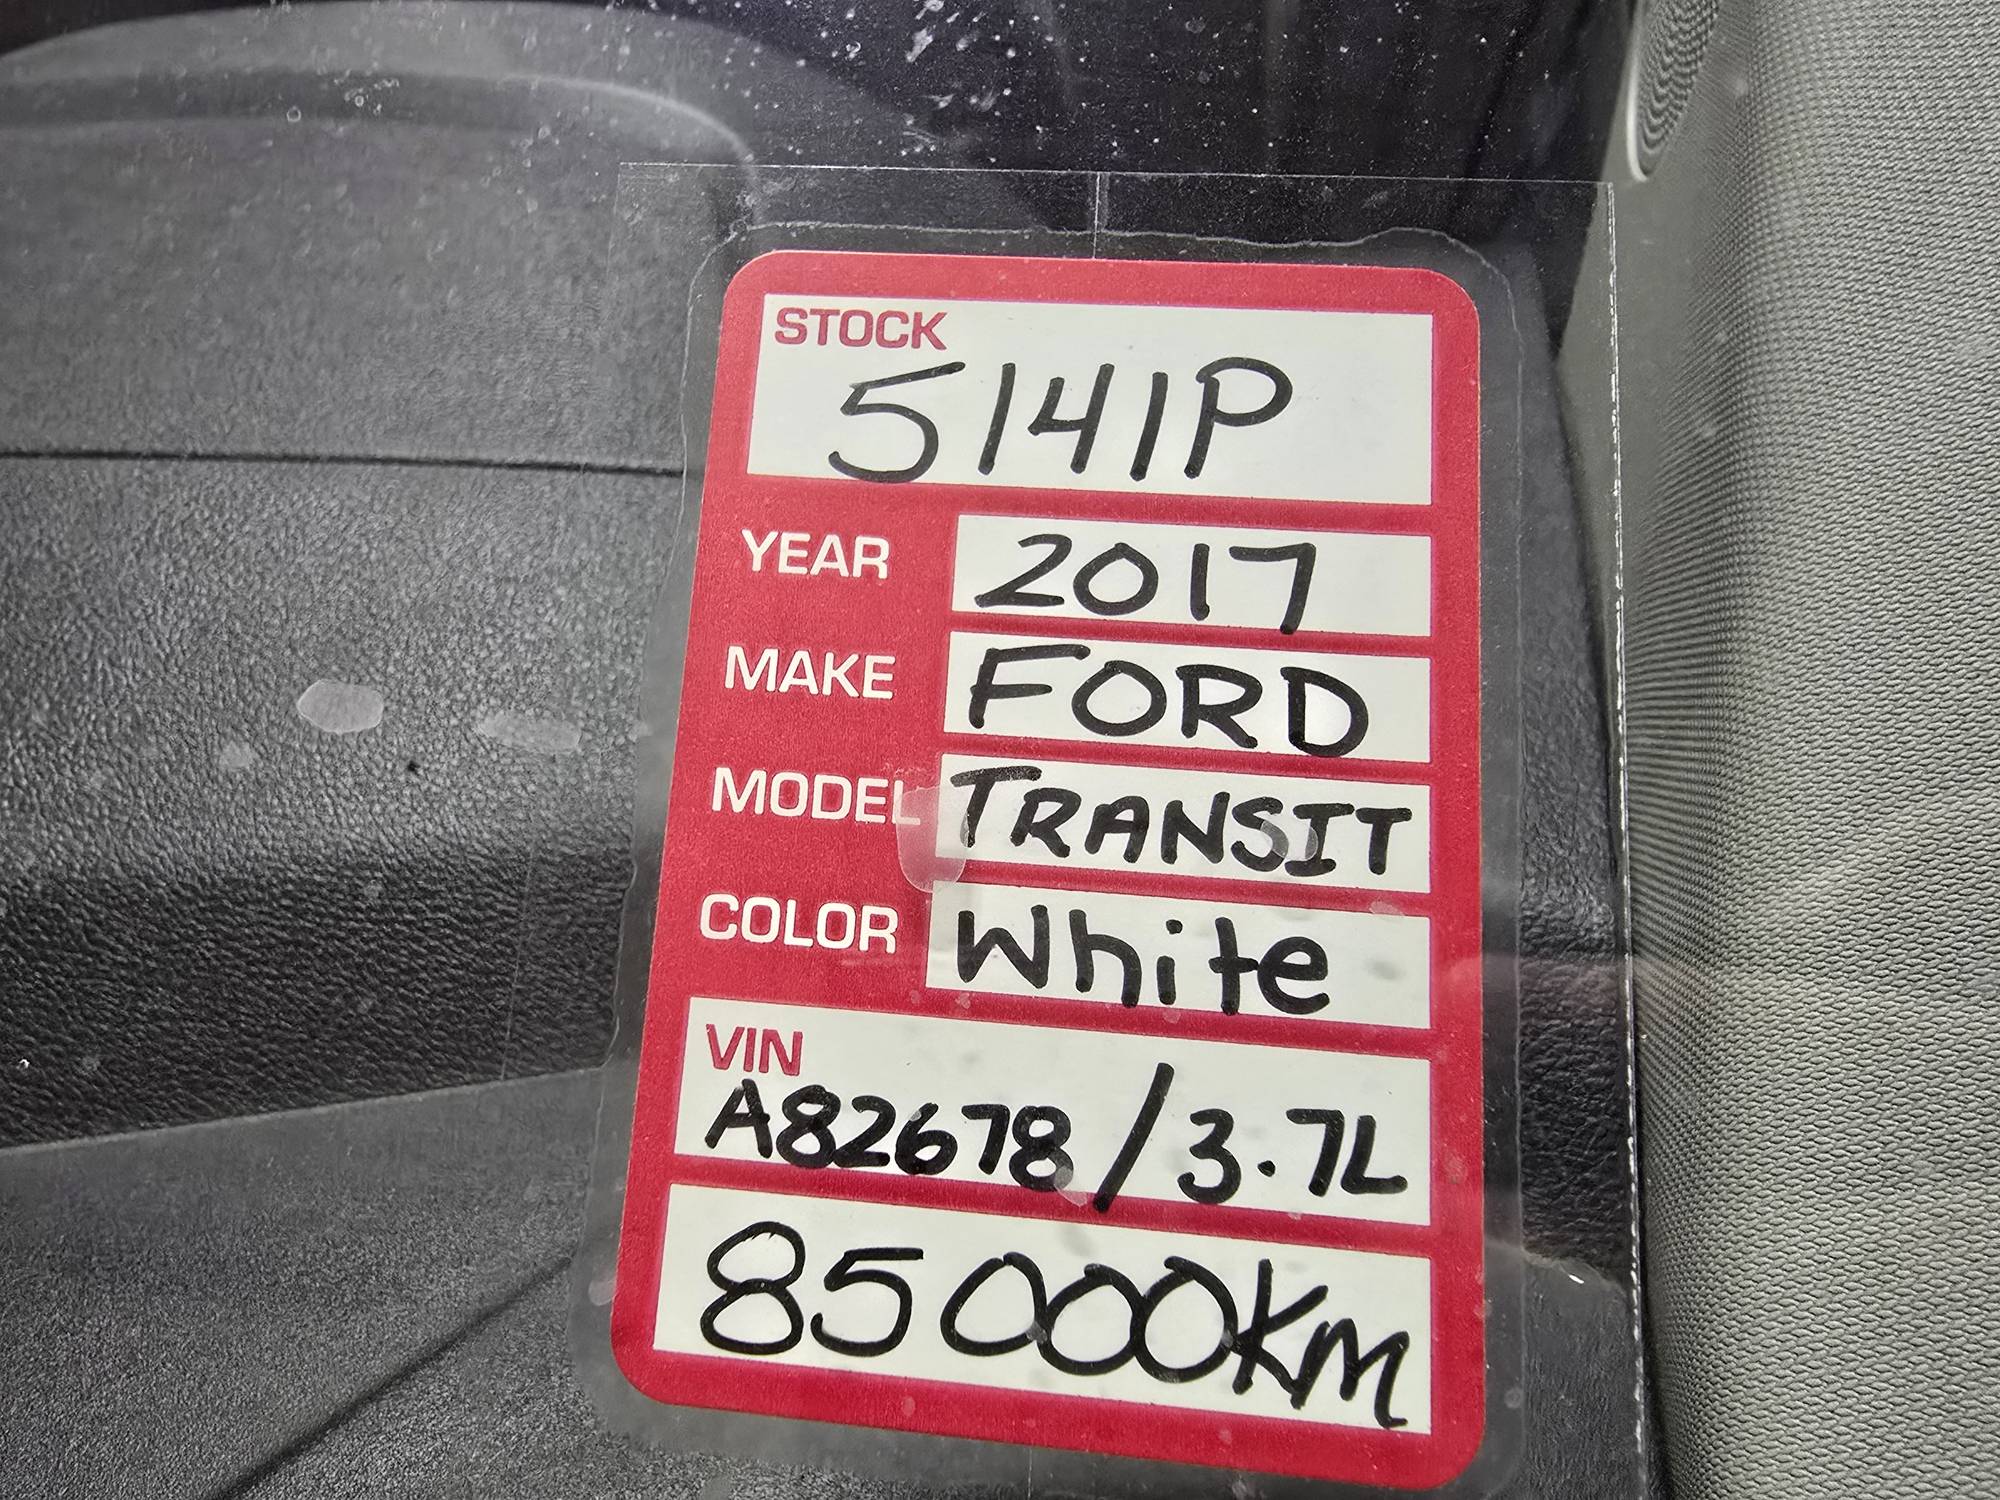 STOCK
5141P
YEAR 2017
MAKE FORD
MODEL TRANSIT
COLOR White
VIN
A82678/3.7L
85000Km